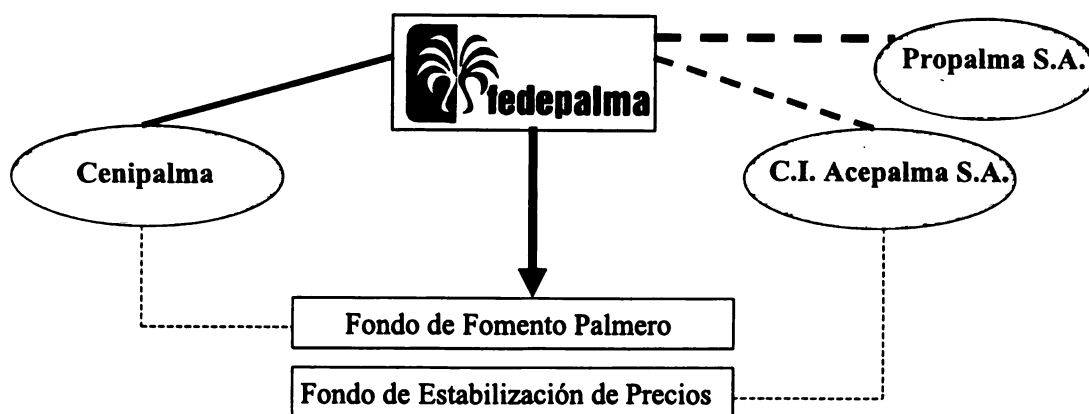 fedepalma
Propalma S.A.
Cenipalma
C.I. Acepalma S.A.
Fondo de Fomento Palmero
Fondo de Estabilización de Precios